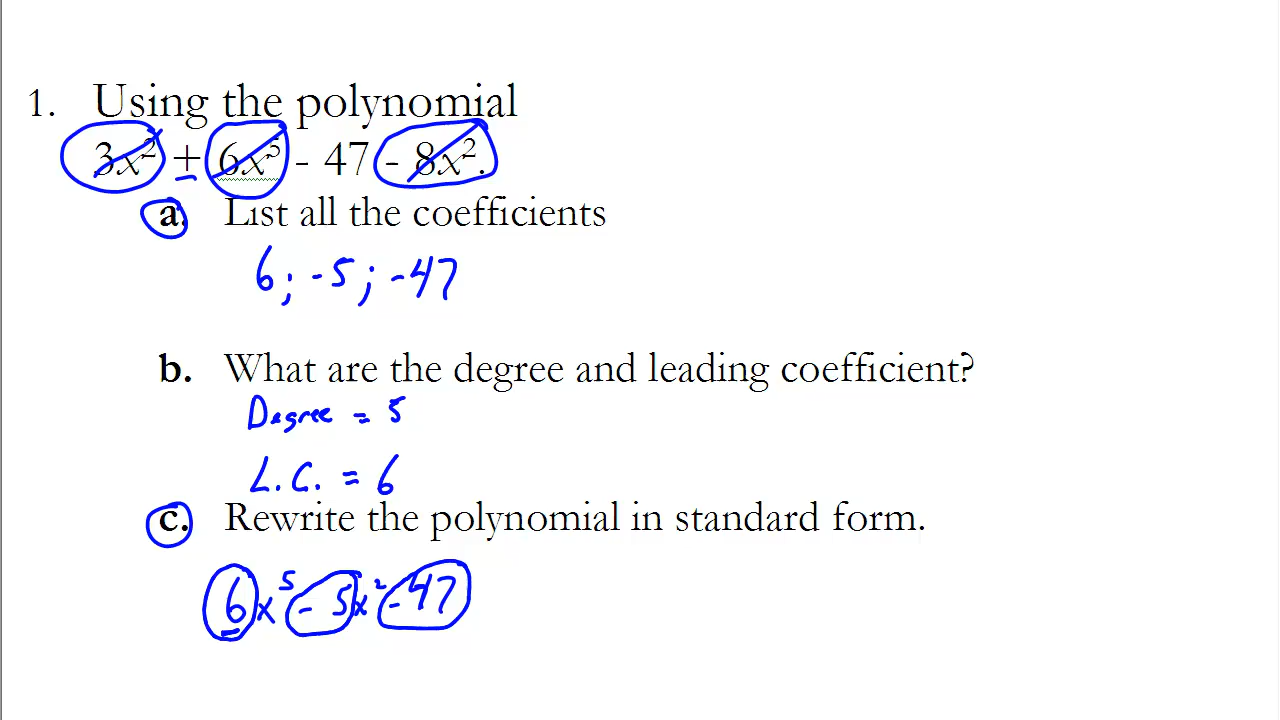 1. Using the polynomial
3x² + 6x⁵ - 47 - 8x².
a. List all the coefficients
6; -5; -47
b. What are the degree and leading coefficient?
Degree = 5
L.C. = 6
c. Rewrite the polynomial in standard form.
6x⁵ - 5x² - 47